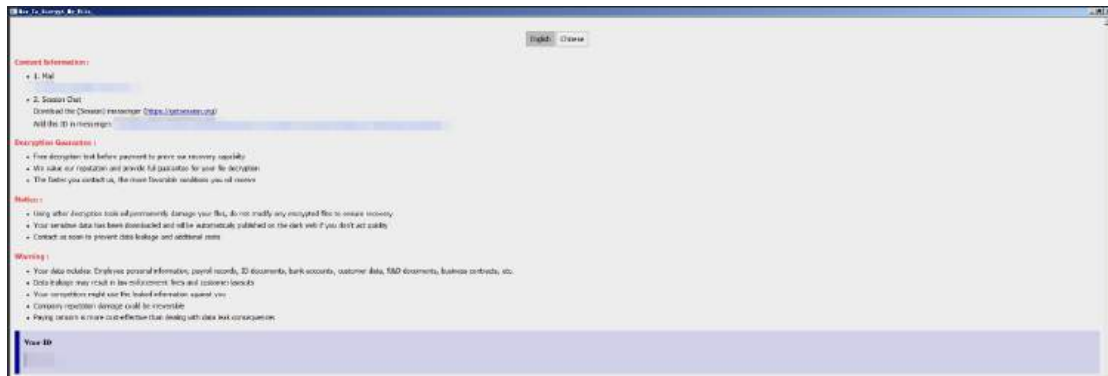 How_To_Decrypt_My_File
English Chinese
Contact Information :
1. Mail
2. Session Chat
Download the (Session) messenger (https://getsession.org)
Add this ID in messenger:
Decryption Guarantee :
Free decryption test before payment to prove our recovery capability
We value our reputation and provide full guarantee for your file decryption
The faster you contact us, the more favorable conditions you will receive
Notice :
Using other decryption tools will permanently damage your files, do not modify any encrypted files to ensure recovery
Your sensitive data has been downloaded and will be automatically published on the dark web if you don't act quickly
Contact us soon to prevent data leakage and additional costs
Warning :
Your data includes: Employee personal information, payroll records, ID documents, bank accounts, customer data, R&D documents, business contracts, etc.
Data leakage may result in law enforcement fines and customer lawsuits
Your competitors might use the leaked information against you
Company reputation damage could be irreversible
Paying ransom is more cost-effective than dealing with data leak consequences
Your ID